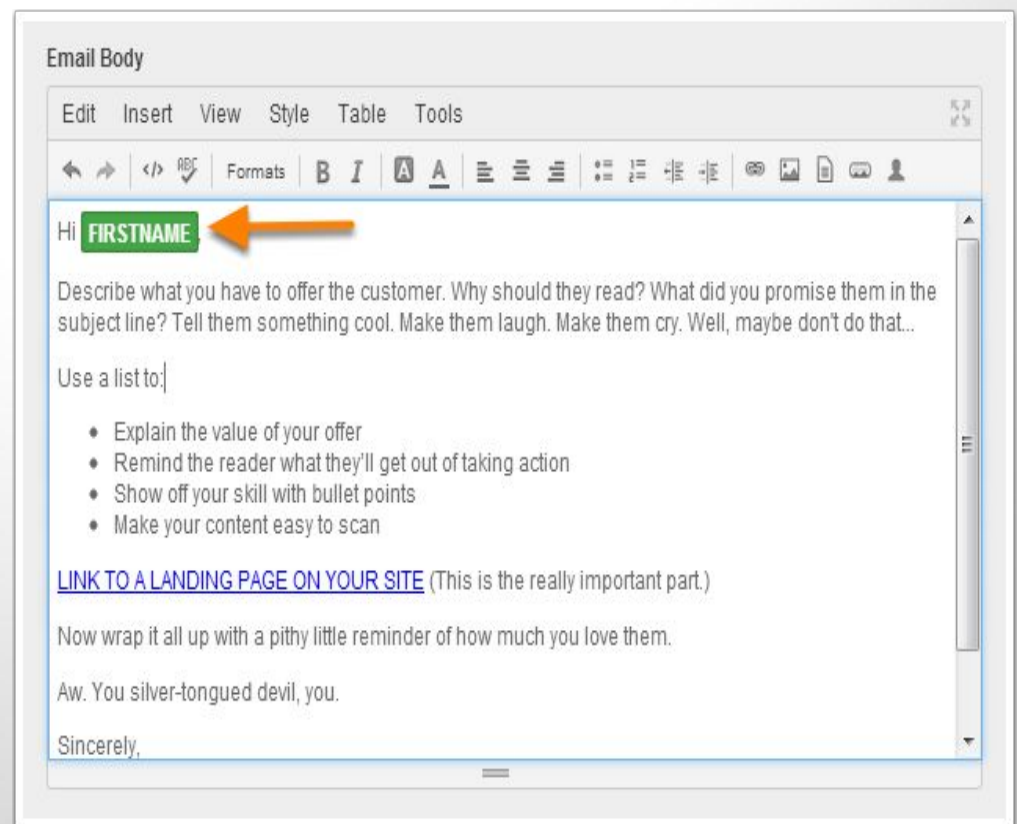 Email Body
Edit Insert View Style Table Tools
</> ABC Formats B I A A
Hi FIRSTNAME,
Describe what you have to offer the customer. Why should they read? What did you promise them in the
subject line? Tell them something cool. Make them laugh. Make them cry. Well, maybe don't do that...
Use a list to:
• Explain the value of your offer
• Remind the reader what they'll get out of taking action
• Show off your skill with bullet points
• Make your content easy to scan
LINK TO A LANDING PAGE ON YOUR SITE (This is the really important part.)
Now wrap it all up with a pithy little reminder of how much you love them.
Aw. You silver-tongued devil, you.
Sincerely,